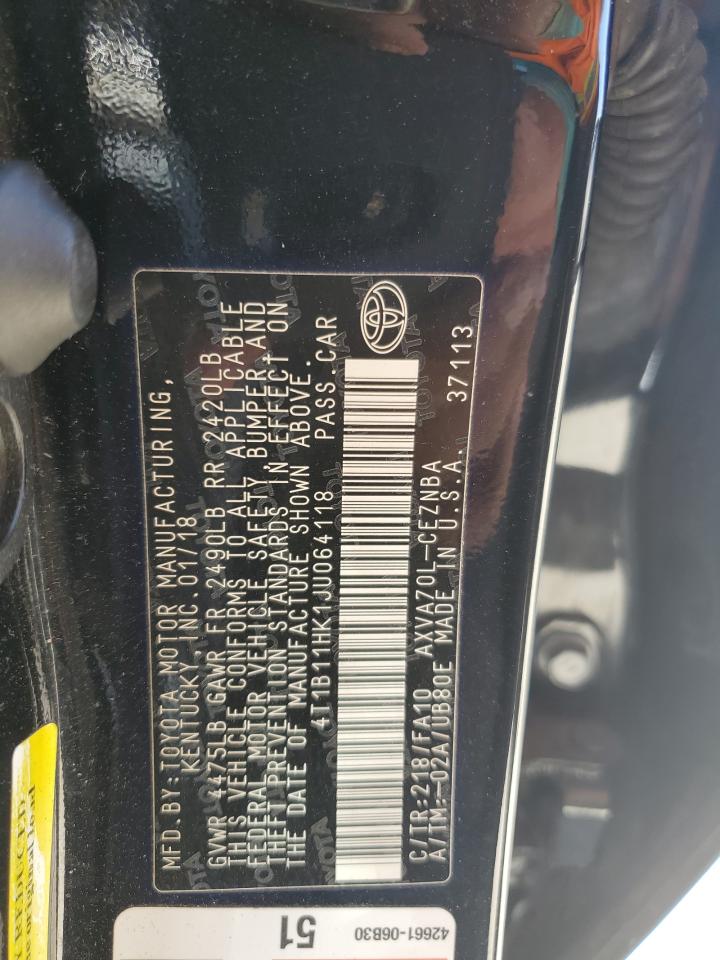 MFD. BY: TOYOTA MOTOR MANUFACTURING,
KENTUCKY, INC. 01/18
GVWR 4475LB GAWR FR 2490LB RR 2420LB
THIS VEHICLE CONFORMS TO ALL APPLICABLE
FEDERAL MOTOR VEHICLE SAFETY, BUMPER, AND
THEFT PREVENTION STANDARDS IN EFFECT ON
THE DATE OF MANUFACTURE SHOWN ABOVE.
4T1B11HK1JU064118 PASS. CAR
C/TR: 218/FA10 AXVA70L-CEZNBA
A/TM: -02A/UB80E MADE IN U.S.A. 37113
51
42661-06B30